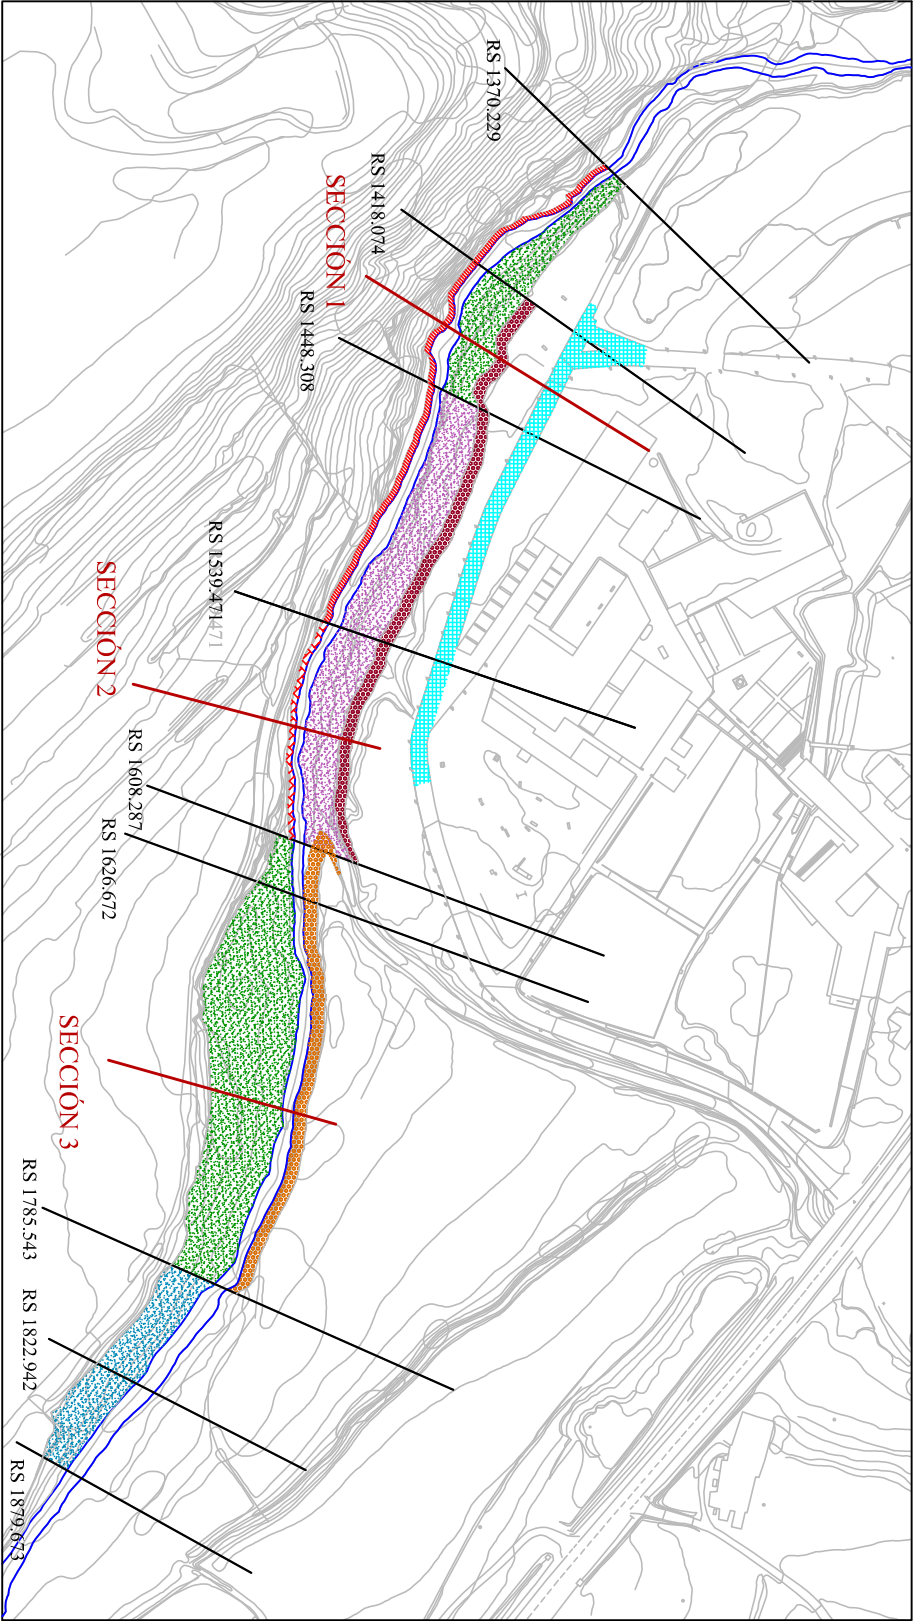 RS 1370.229
RS 1418.074
SECCIÓN 1
RS 1448.308
RS 1539.471
SECCIÓN 2
RS 1608.287
RS 1626.672
SECCIÓN 3
RS 1785.543
RS 1822.942
RS 1879.673